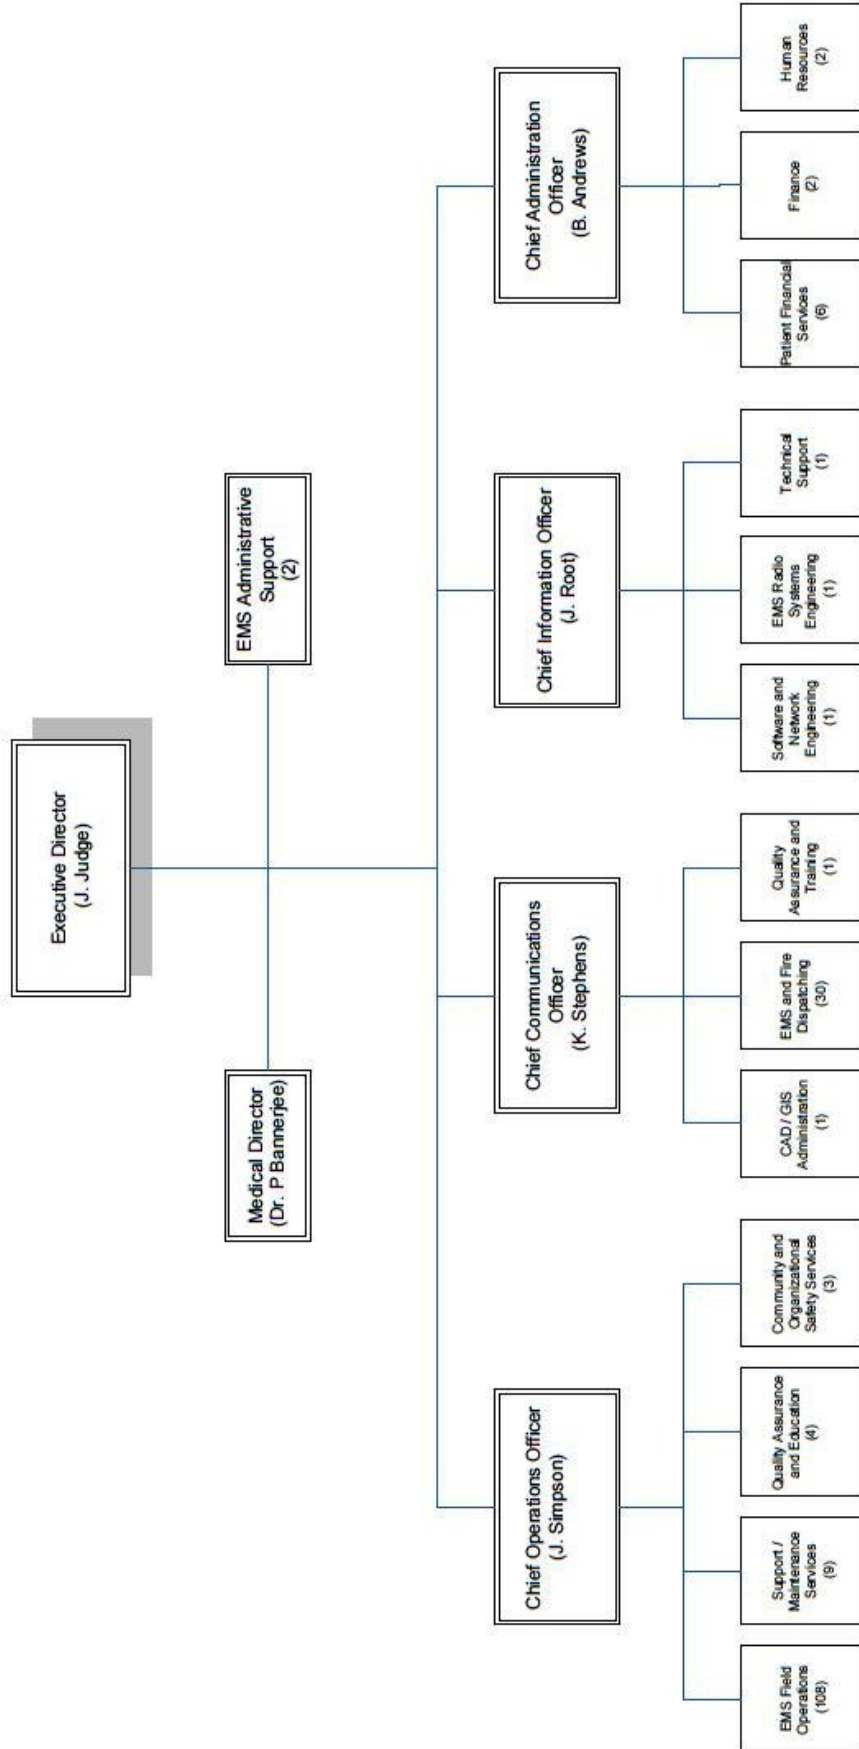 Executive Director
(J. Judge)
Medical Director
(Dr. P Bannerjee)
EMS Administrative
Support
(2)
Chief Operations Officer
(J. Simpson)
Chief Communications
Officer
(K. Stephens)
Chief Information Officer
(J. Root)
Chief Administration
Officer
(B. Andrews)
EMS Field
Operations
(108)
Support /
Maintenance
Services
(9)
Quality Assurance
and Education
(4)
Community and
Organizational
Safety Services
(3)
CAD / GIS
Administration
(1)
EMS and Fire
Dispatching
(30)
Quality
Assurance and
Training
(1)
Software and
Network
Engineering
(1)
EMS Radio
Systems
Engineering
(1)
Technical
Support
(1)
Patient Financial
Services
(6)
Finance
(2)
Human
Resources
(2)